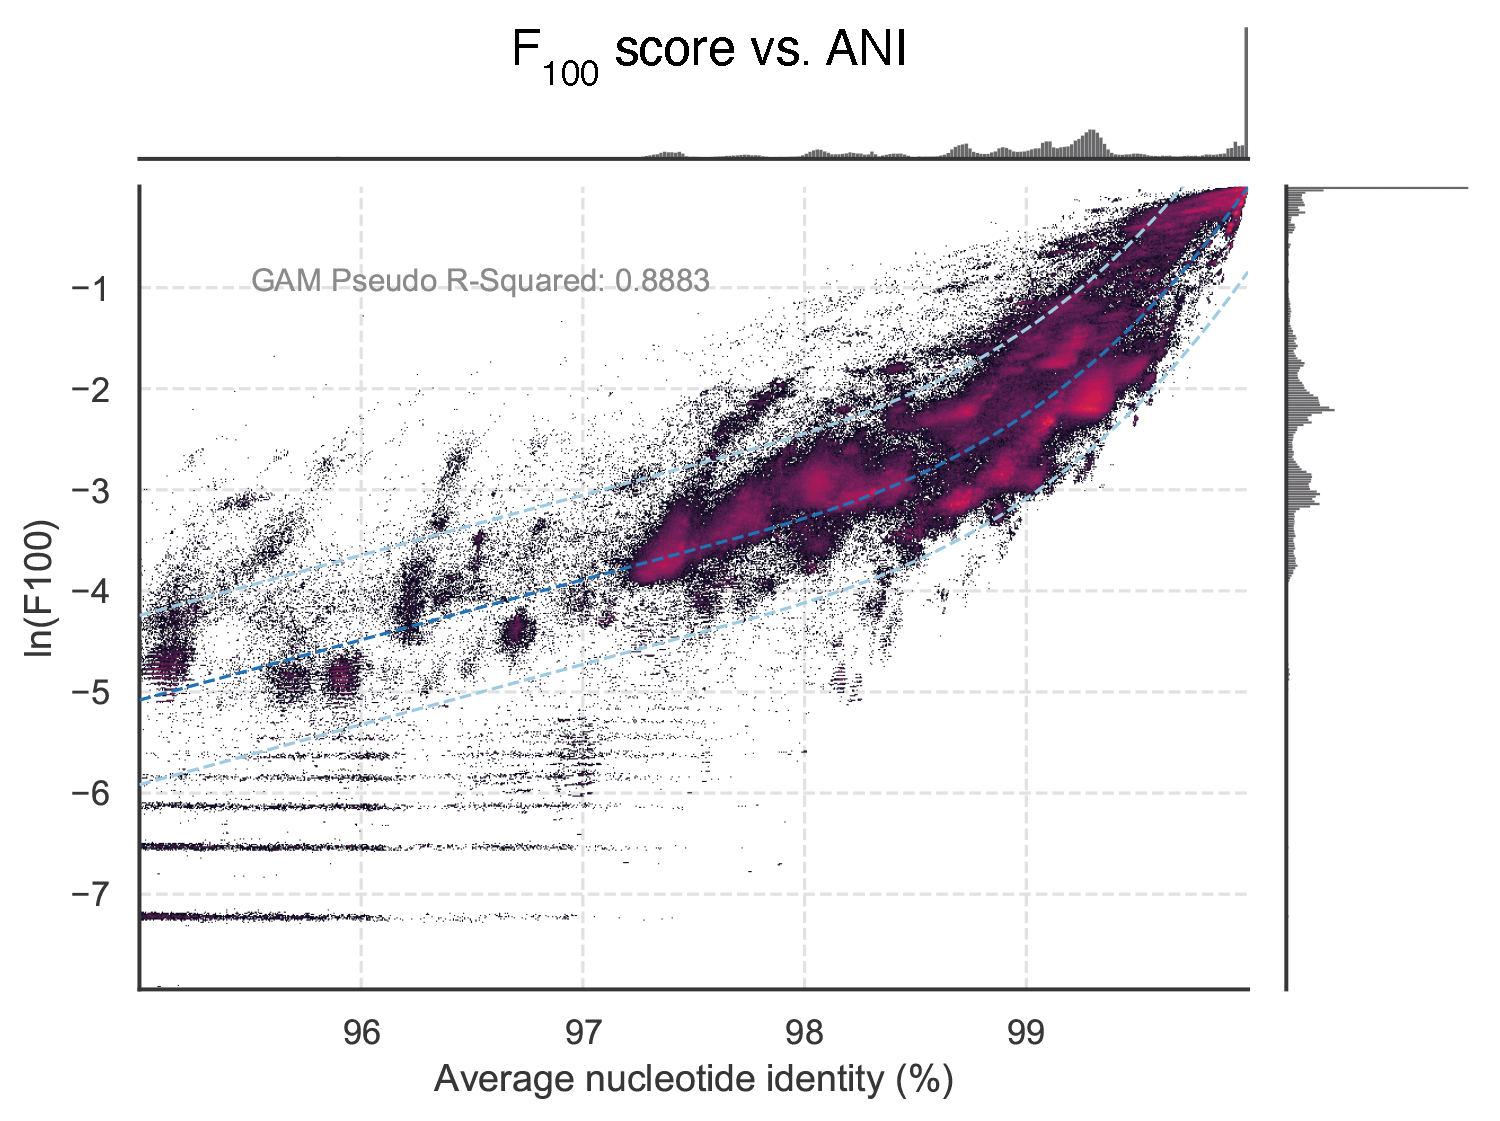 F100 score vs. ANI
GAM Pseudo R-Squared: 0.8883
−1
−2
−3
−4
−5
−6
−7
ln(F100)
96 97 98 99
Average nucleotide identity (%)